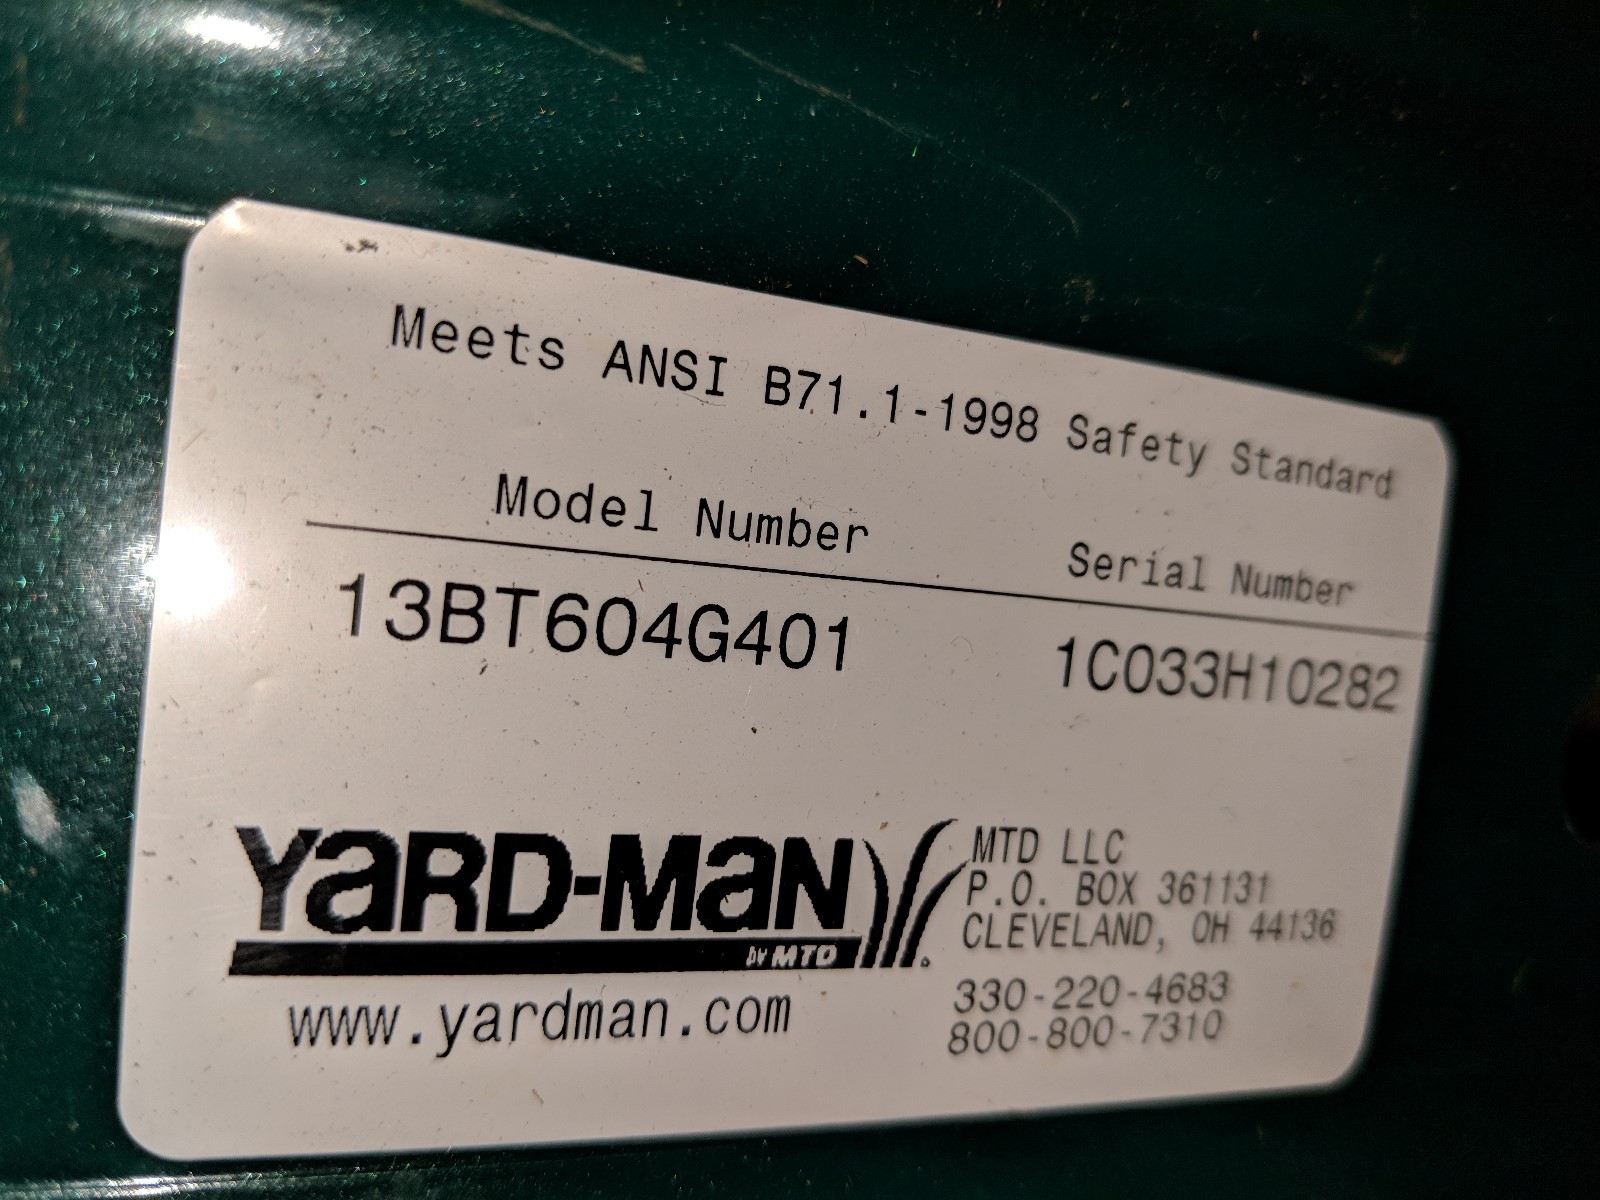 Meets ANSI B71.1-1998 Safety Standard
Model Number Serial Number
13BT604G401 1C033H10282
YARD-MAN
by MTD
www.yardman.com
MTD LLC
P.O. BOX 361131
CLEVELAND, OH 44136
330-220-4683
800-800-7310